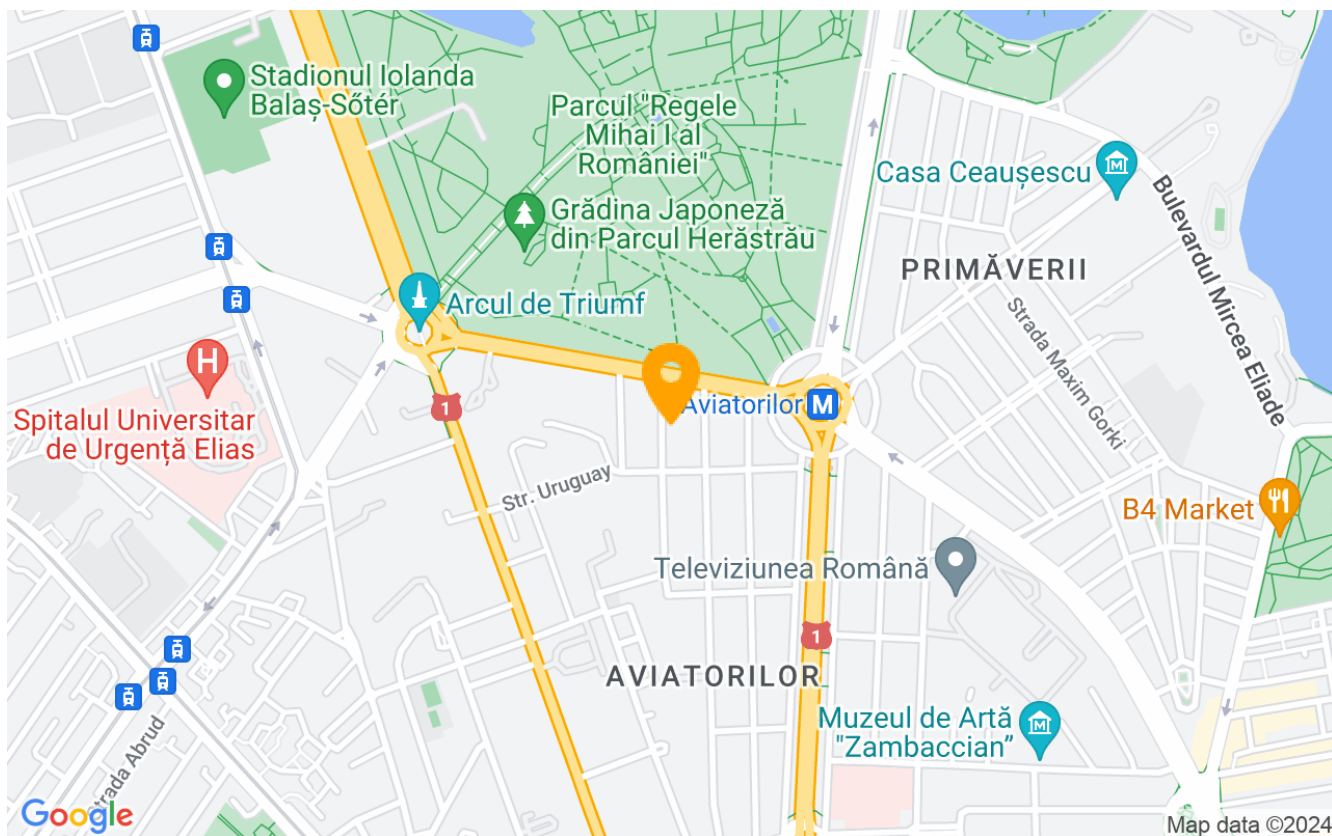 Stadionul Iolanda
Balaș-Sőtér
Parcul "Regele
Mihai I al
României"
Casa Ceaușescu
M
Bulevardul Mircea Eliade
Grădina Japoneză
din Parcul Herăstrău
PRIMĂVERII
Arcul de Triumf
Strada Maxim Gorki
H
Spitalul Universitar
de Urgență Elias
1
Aviatorilor M
Str. Uruguay
B4 Market
Televiziunea Română
1
AVIATORILOR
Muzeul de Artă
"Zambaccian”
M
Strada Abrud
Google
Map data ©2024